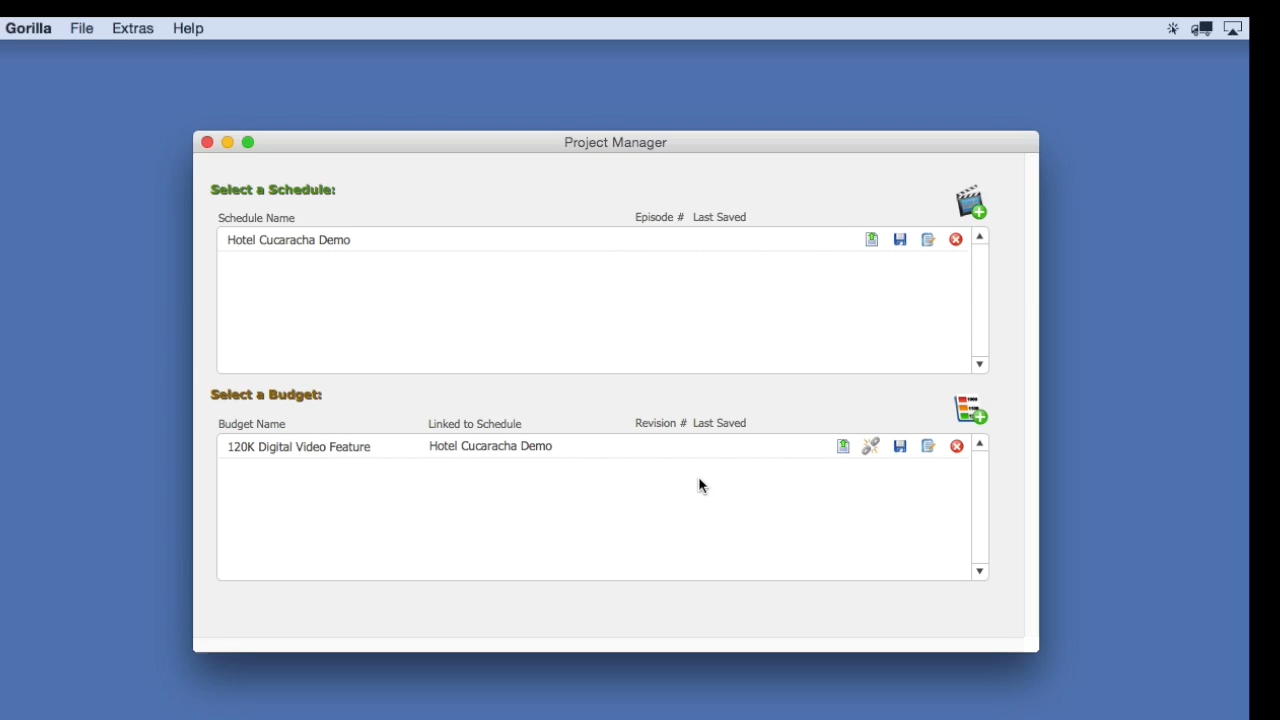 Gorilla File Extras Help
Project Manager
Select a Schedule:
Schedule Name Episode # Last Saved
Hotel Cucaracha Demo
Select a Budget:
Budget Name Linked to Schedule Revision # Last Saved
120K Digital Video Feature Hotel Cucaracha Demo